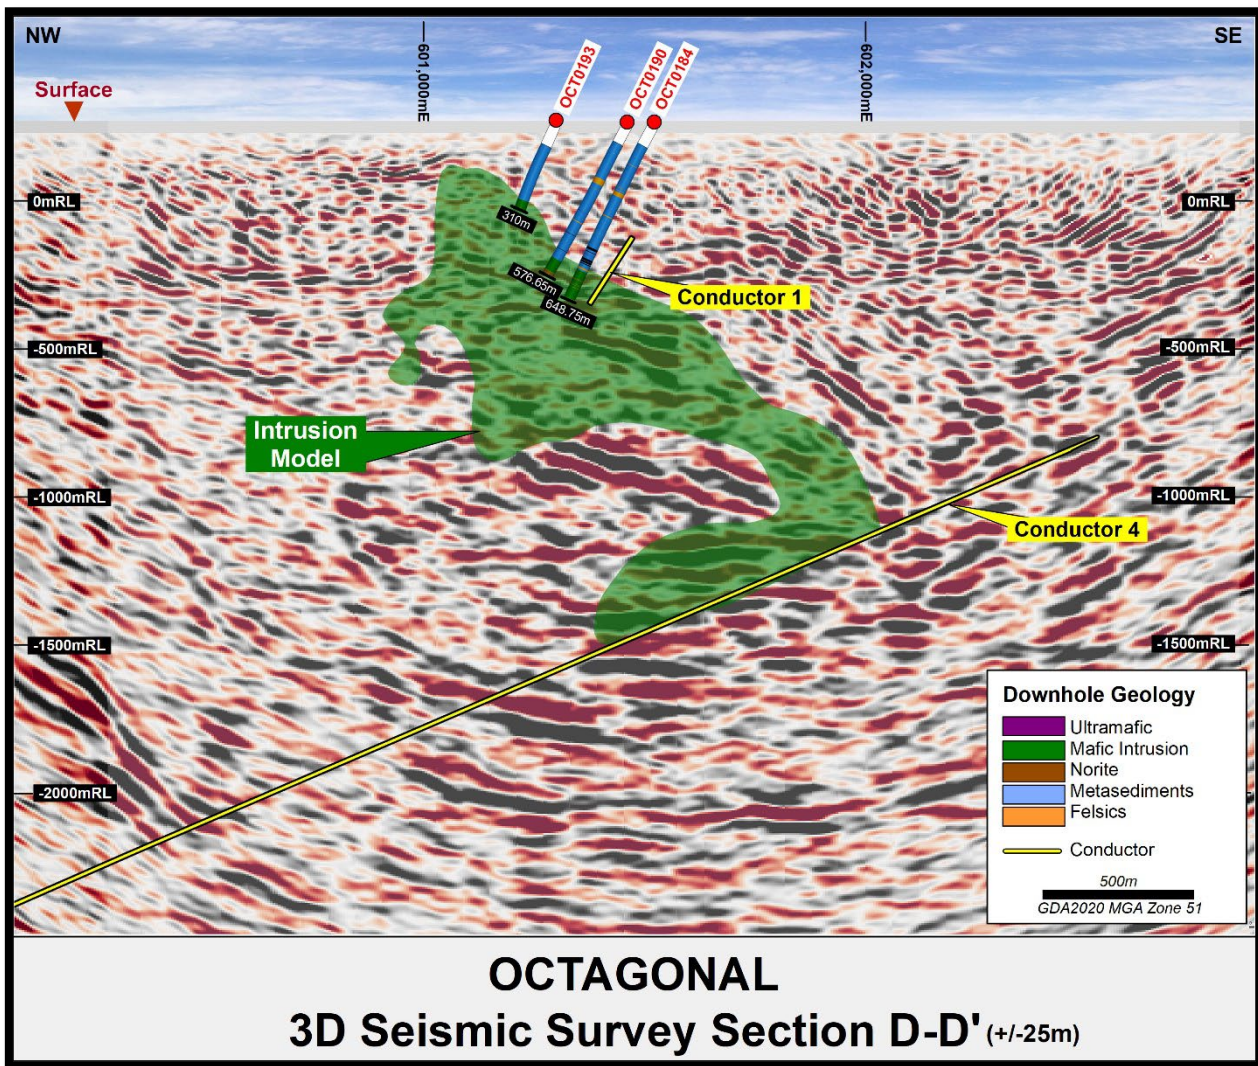 NW
SE
601,000mE
602,000mE
OCT0193
OCT0190
OCT0184
Surface
0mRL
0mRL
310m
576.65m
648.75m
Conductor 1
-500mRL
-500mRL
Intrusion
Model
-1000mRL
-1000mRL
Conductor 4
-1500mRL
-1500mRL
-2000mRL
Downhole Geology
Ultramafic
Mafic Intrusion
Norite
Metasediments
Felsics
Conductor
500m
GDA2020 MGA Zone 51
OCTAGONAL
3D Seismic Survey Section D-D' (+/-25m)